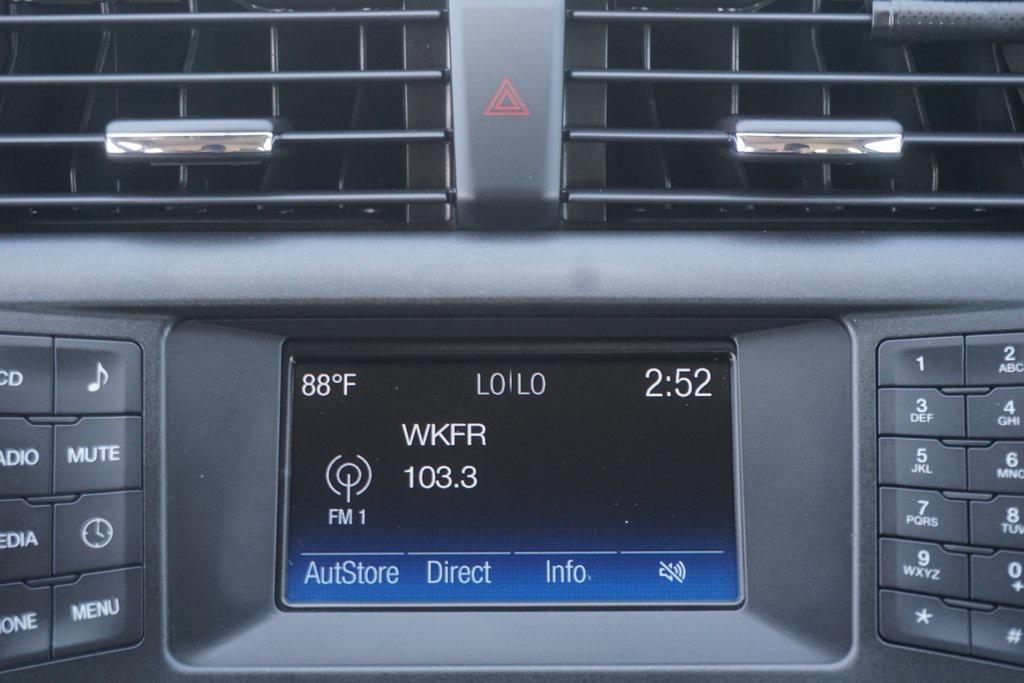 88°F LO LO 2:52
WKFR
103.3
FM 1
AutStore Direct Info
CD
ADIO MUTE
EDIA
ONE MENU
1 2 ABC
3 DEF 4 GHI
5 JKL 6 MNO
7 PQRS 8 TUV
9 WXYZ 0 +
* #